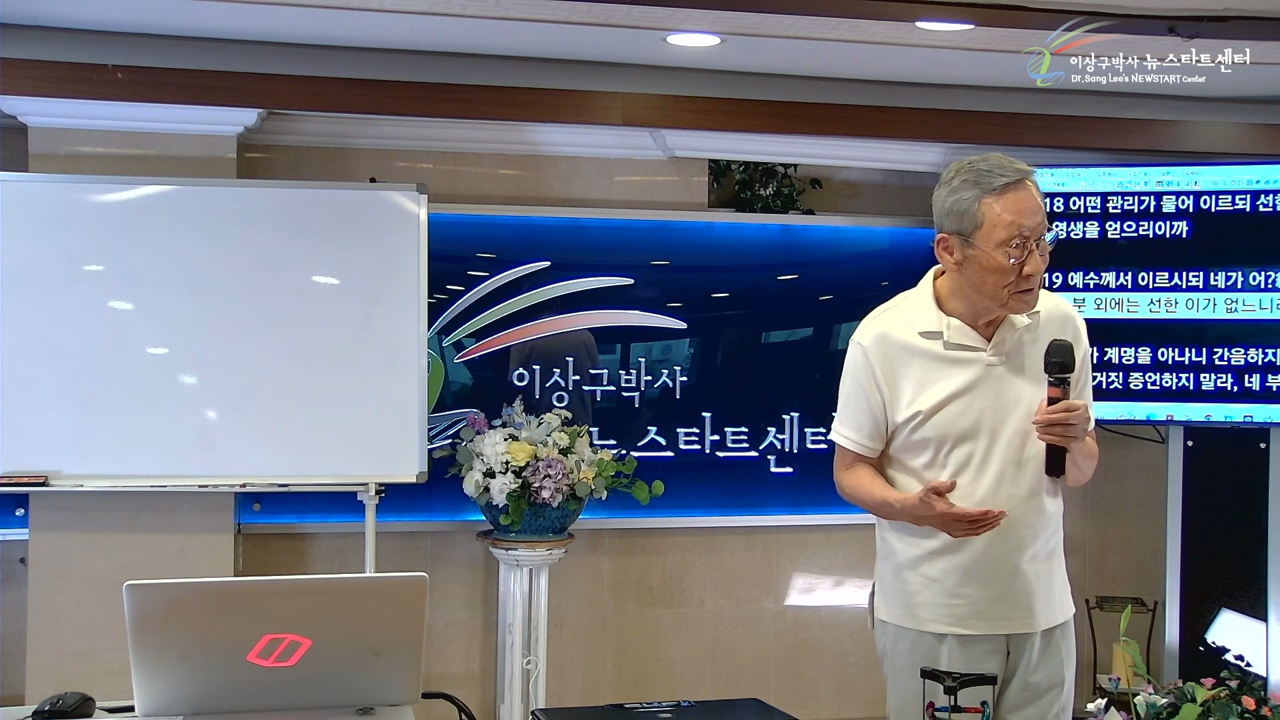 이상구박사 뉴스타트센터
Dr. Sang Lee's NEWSTART Center
18 어떤 관리가 물어 이르되
영생을 얻으리이까
19 예수께서 이르시되 네가 어?
부 외에는 선한 이가 없느니라
계명을 아나니 간음하지
거짓 증언하지 말라, 네 부
이상구박사
뉴스타트센터